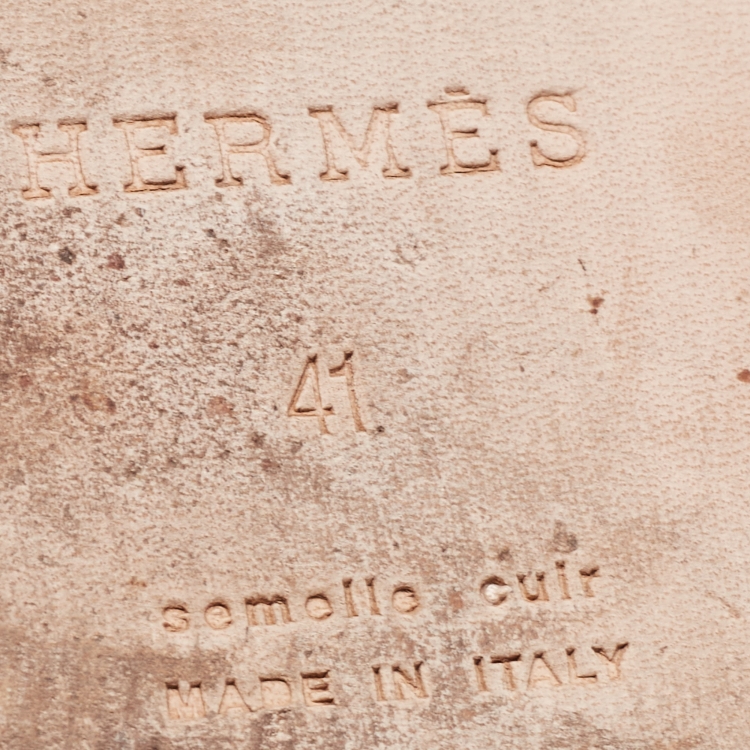 HERMÈS
41
semelle cuir
MADE IN ITALY